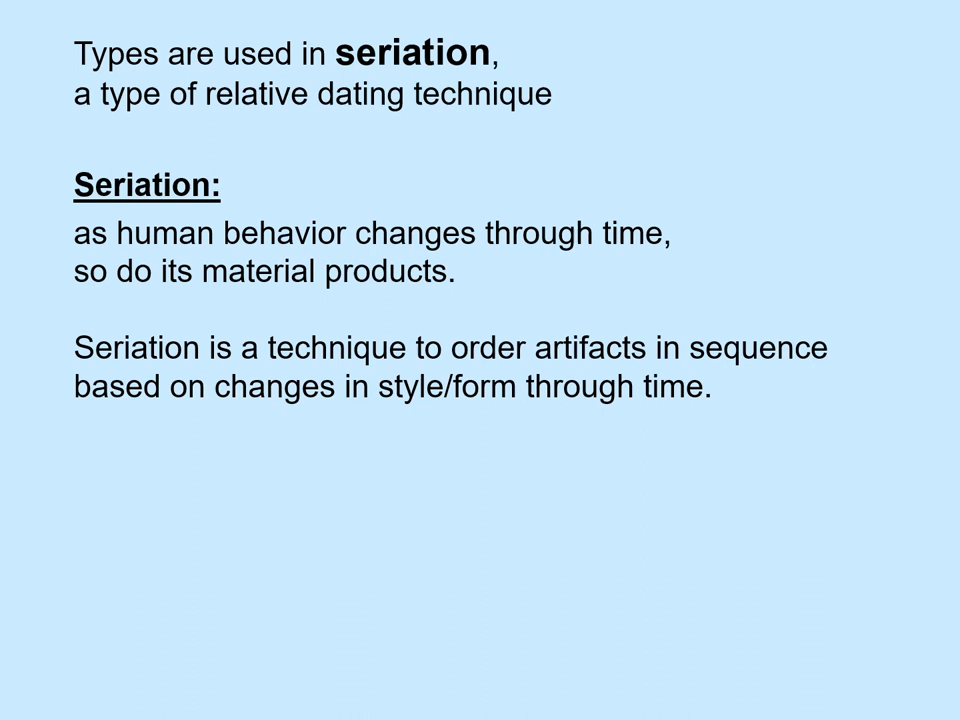 Types are used in seriation,
a type of relative dating technique
Seriation:
as human behavior changes through time,
so do its material products.
Seriation is a technique to order artifacts in sequence
based on changes in style/form through time.